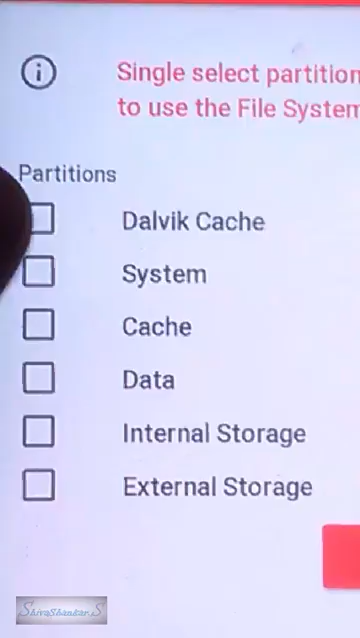 Single select partition
to use the File System
Partitions
Dalvik Cache
System
Cache
Data
Internal Storage
External Storage
ShivaShankar.S